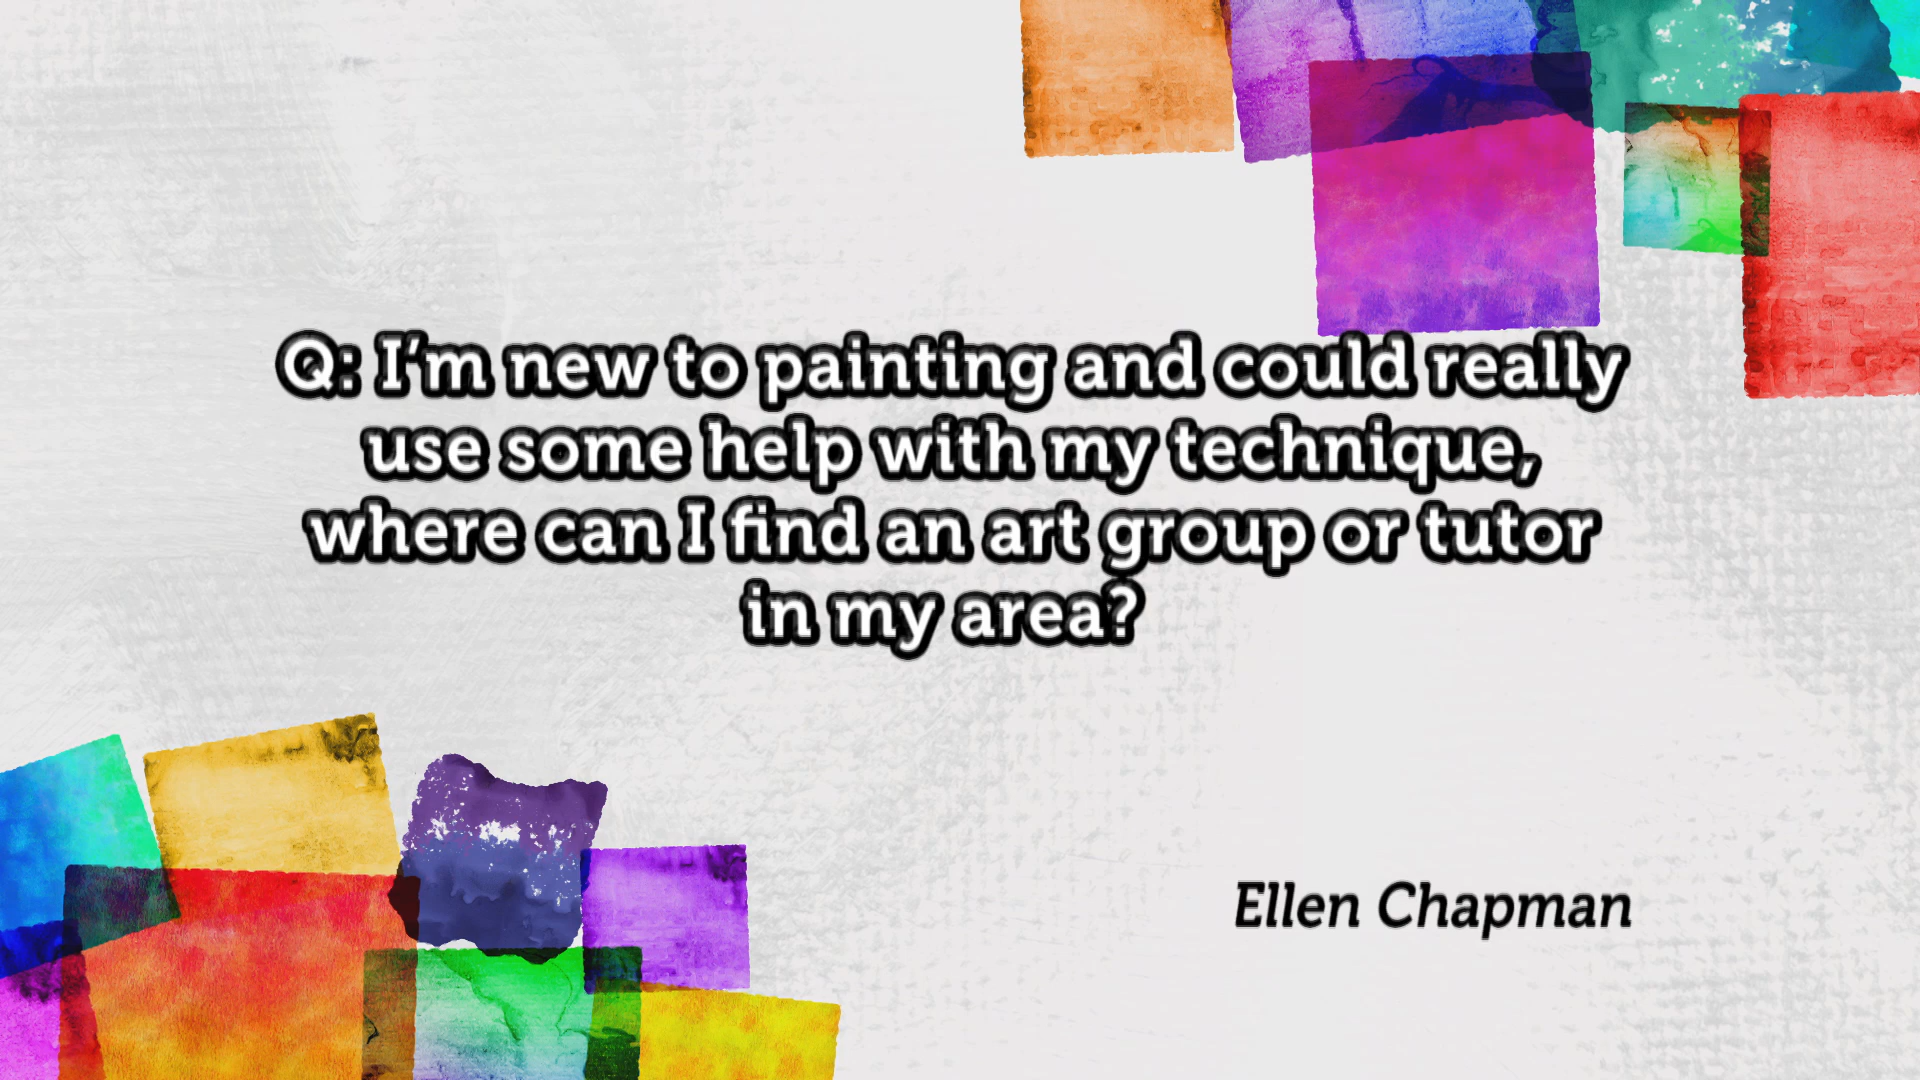 Q: I’m new to painting and could really
use some help with my technique,
where can I find an art group or tutor
in my area?
Ellen Chapman